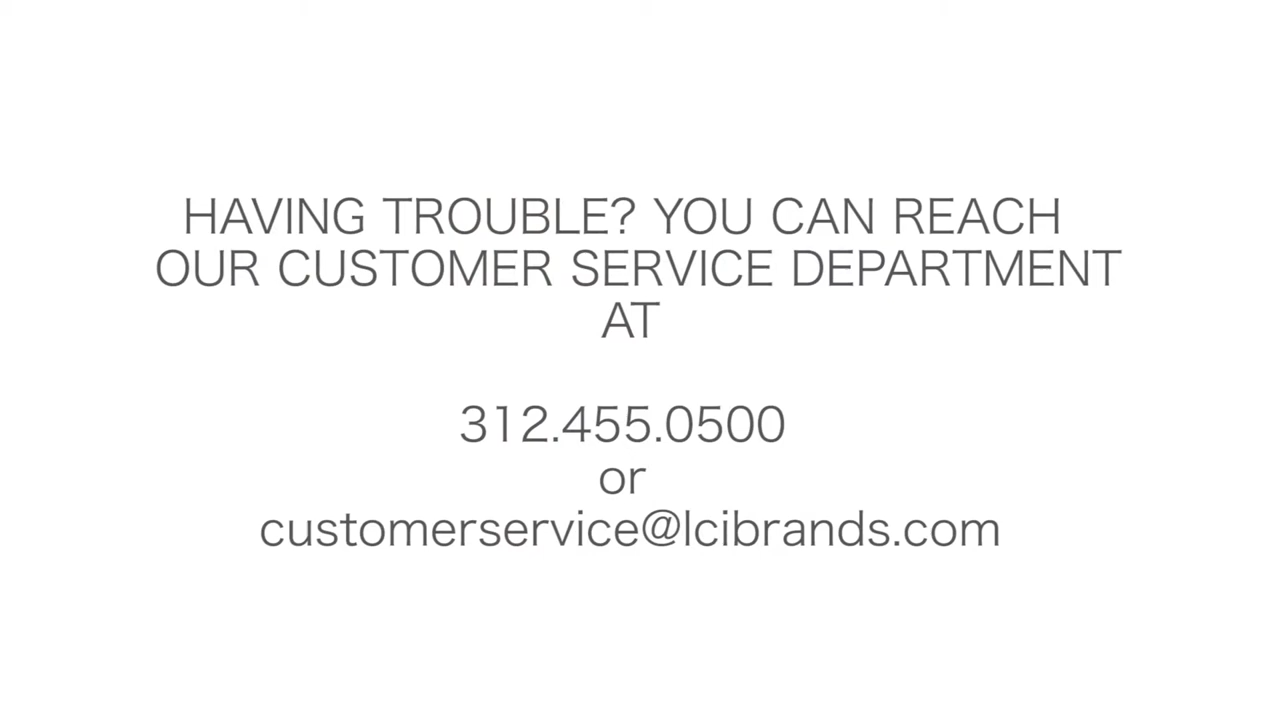 HAVING TROUBLE? YOU CAN REACH
OUR CUSTOMER SERVICE DEPARTMENT
AT
312.455.0500
or
customerservice@lcibrands.com